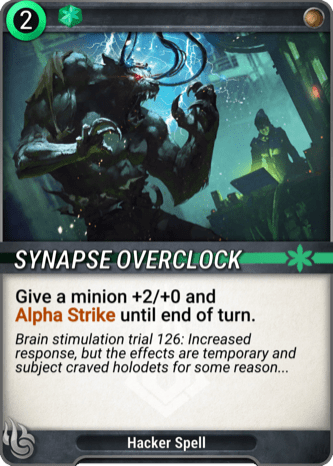 2
SYNAPSE OVERCLOCK
Give a minion +2/+0 and
Alpha Strike until end of turn.
Brain stimulation trial 126: Increased
response, but the effects are temporary and
subject craved holodets for some reason...
Hacker Spell